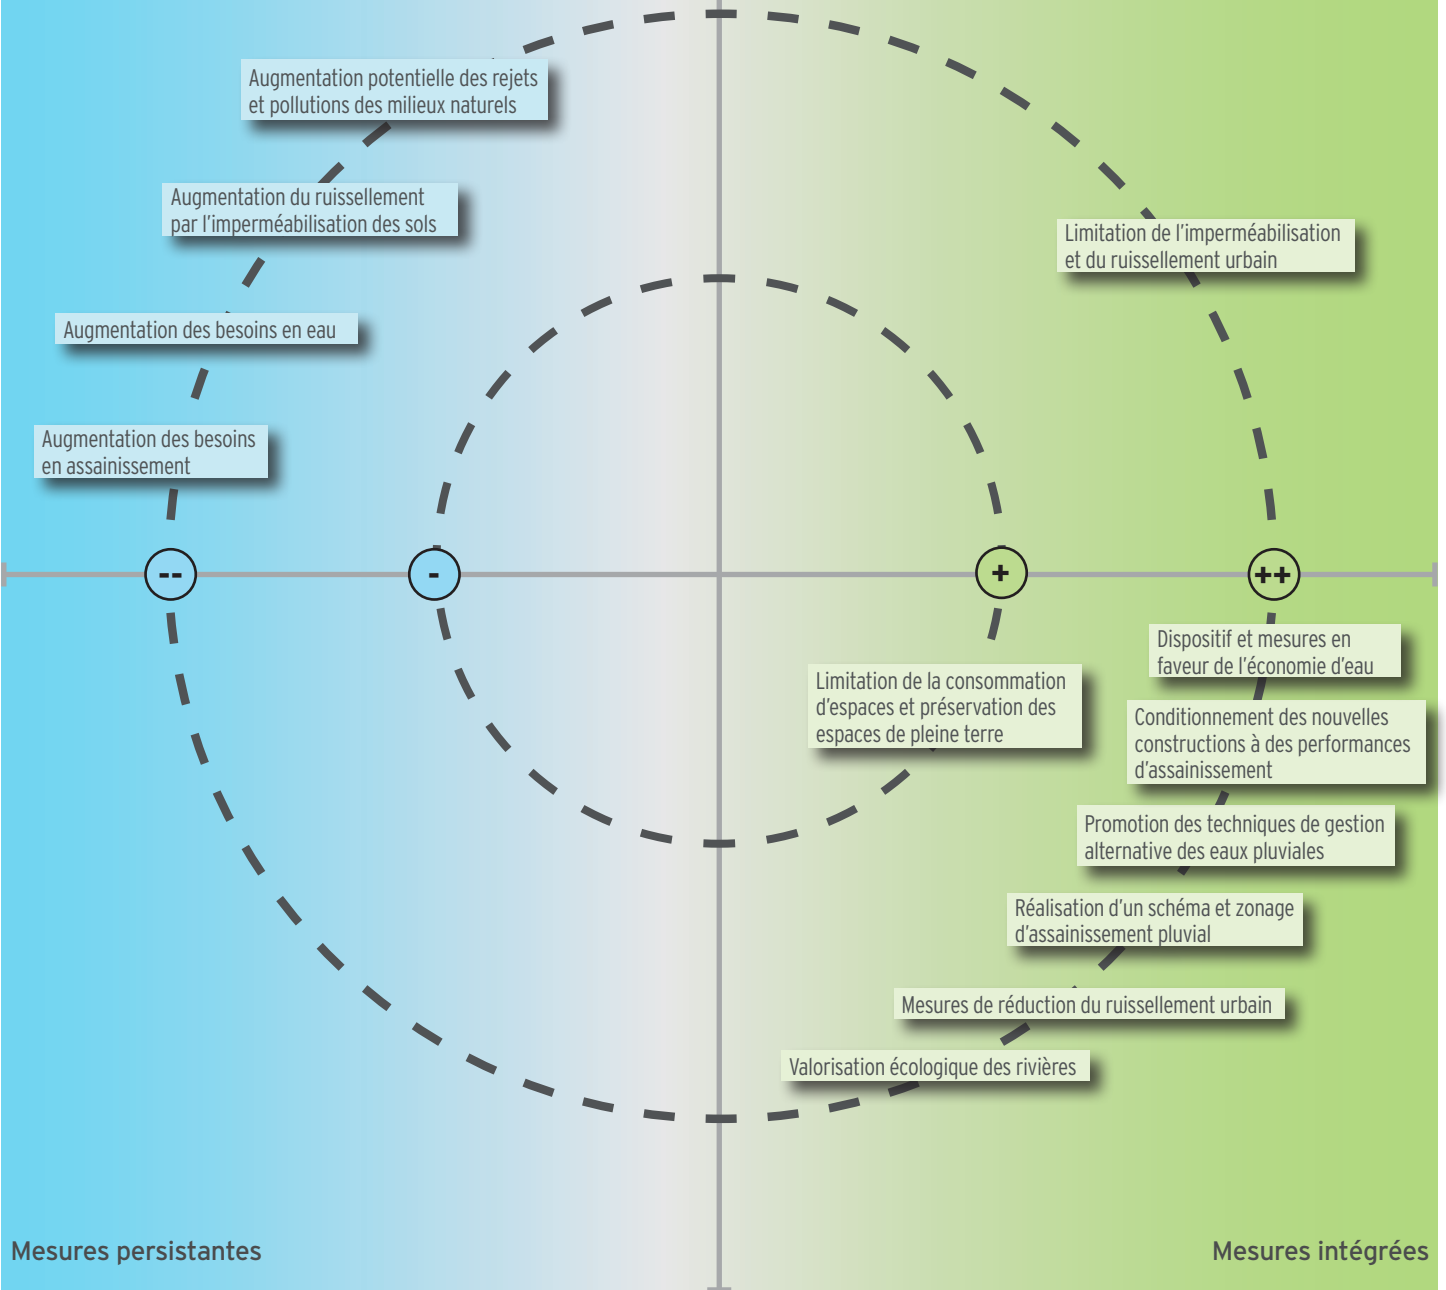 Augmentation potentielle des rejets
et pollutions des milieux naturels
Augmentation du ruissellement
par l'imperméabilisation des sols
Limitation de l'imperméabilisation
et du ruissellement urbain
Augmentation des besoins en eau
Augmentation des besoins
en assainissement
--
-
+
++
Dispositif et mesures en
faveur de l'économie d'eau
Limitation de la consommation
d'espaces et préservation des
espaces de pleine terre
Conditionnement des nouvelles
constructions à des performances
d'assainissement
Promotion des techniques de gestion
alternative des eaux pluviales
Réalisation d'un schéma et zonage
d'assainissement pluvial
Mesures de réduction du ruissellement urbain
Valorisation écologique des rivières
Mesures persistantes
Mesures intégrées